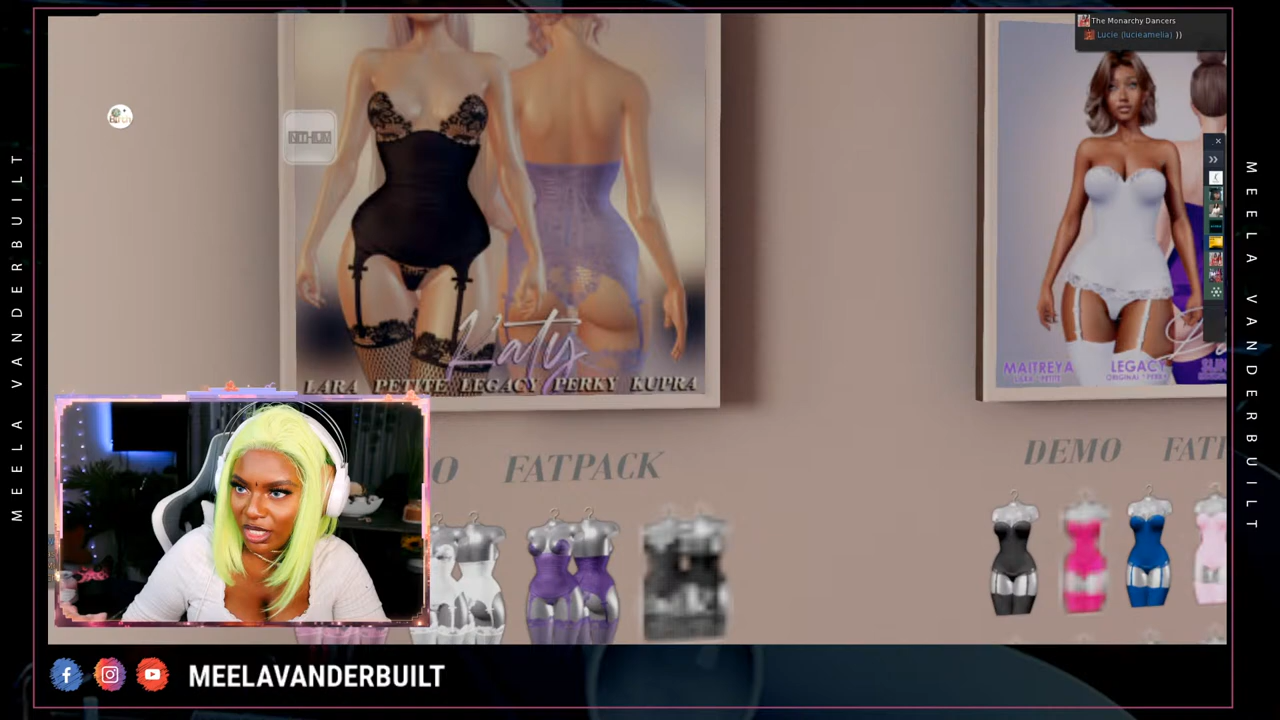 The Monarchy Dancers
Lucie (lucieamelia) })
Katy
LARA PETITE LEGACY PERKY KUPRA
MAITREYA LEGACY
LARA · PETITE ORIGINAL · PERKY
O FATPACK
DEMO
MEELA VANDERBUILT
MEELA VANDERBUILT
MEELAVANDERBUILT